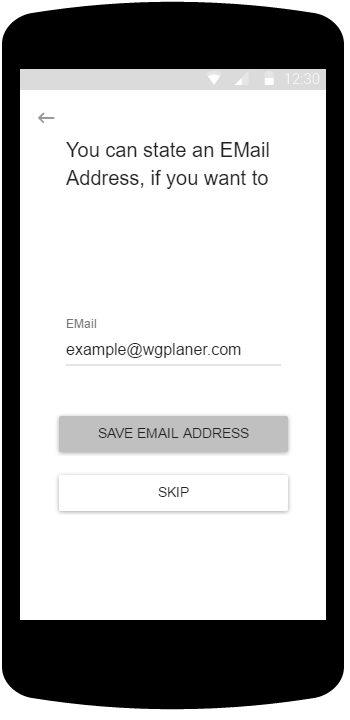 12:30
You can state an EMail
Address, if you want to
EMail
example@wgplaner.com
SAVE EMAIL ADDRESS
SKIP